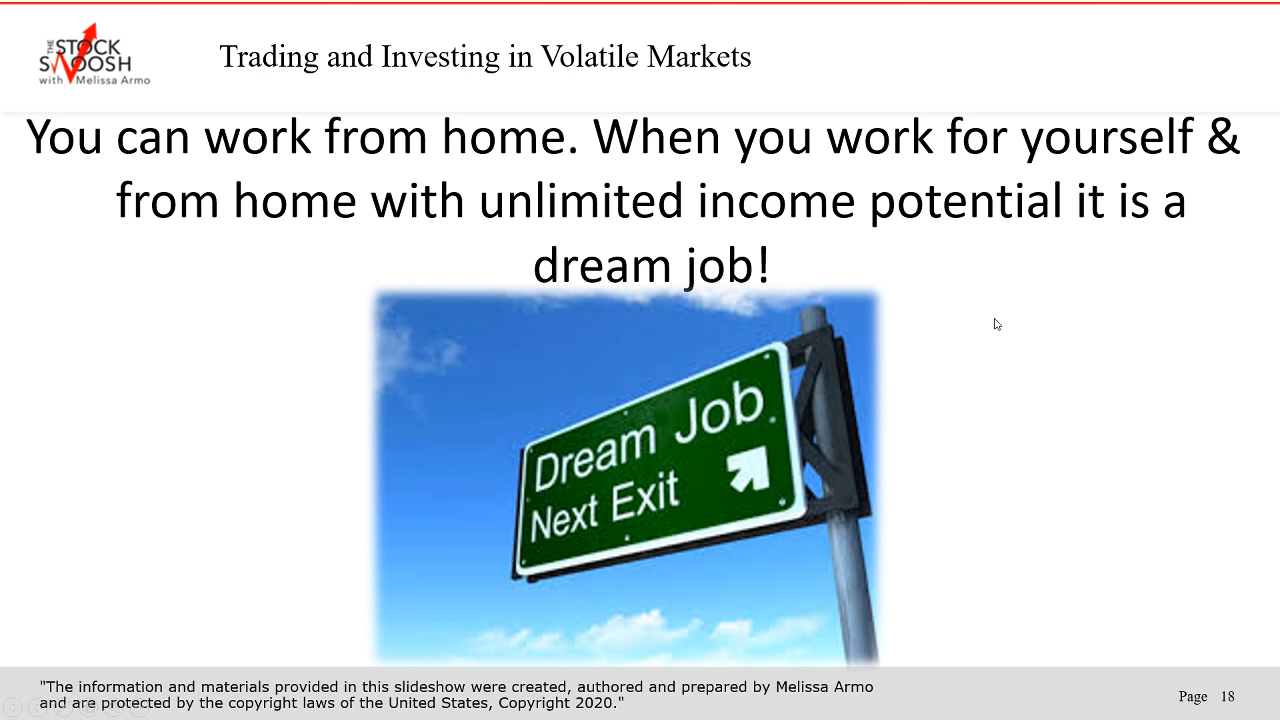 THE
STOCK
SWOOSH
with Melissa Armo
Trading and Investing in Volatile Markets
You can work from home. When you work for yourself &
from home with unlimited income potential it is a
dream job!
Dream Job
Next Exit
"The information and materials provided in this slideshow were created, authored and prepared by Melissa Armo
and are protected by the copyright laws of the United States, Copyright 2020."
Page 18